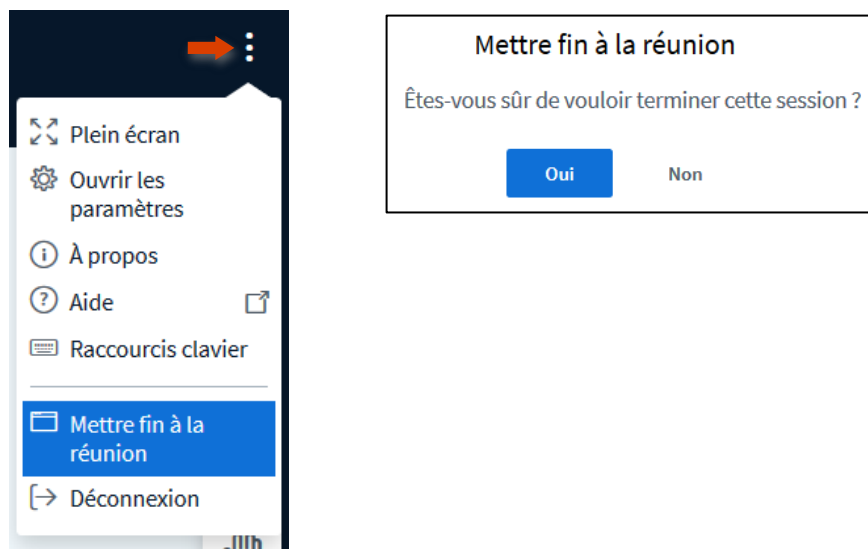 Plein écran
Ouvrir les
paramètres
À propos
Aide
Raccourcis clavier
Mettre fin à la
réunion
Déconnexion
Mettre fin à la réunion
Êtes-vous sûr de vouloir terminer cette session ?
Oui Non